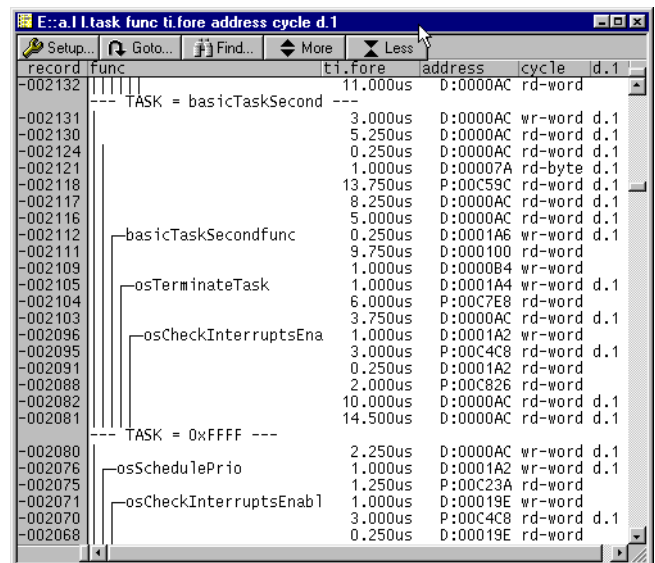 E::a.l l.task func ti.fore address cycle d.1
Setup... Goto... Find... More Less
record func ti.fore address cycle d.1
-002132 11.000us D:0000AC rd-word
--- TASK = basicTaskSecond ---
-002131 3.000us D:0000AC wr-word d.1
-002130 5.250us D:0000AC rd-word d.1
-002124 0.250us D:0000AC rd-word d.1
-002121 1.000us D:00007A rd-byte d.1
-002118 13.750us P:00C59C rd-word d.1
-002117 8.250us D:0000AC rd-word d.1
-002116 5.000us D:0000AC rd-word d.1
-002112 basicTaskSecondfunc 0.250us D:0001A6 wr-word d.1
-002111 9.750us D:000100 rd-word
-002109 1.000us D:0000B4 wr-word
-002105 osTerminateTask 1.000us D:0001A4 wr-word d.1
-002104 6.000us P:00C7E8 rd-word
-002103 3.750us D:0000AC rd-word d.1
-002096 osCheckInterruptsEna 1.000us D:0001A2 wr-word
-002095 3.000us P:00C4C8 rd-word d.1
-002091 0.250us D:0001A2 rd-word
-002088 2.000us P:00C826 rd-word
-002082 10.000us D:0000AC rd-word d.1
-002081 14.500us D:0000AC rd-word d.1
--- TASK = 0xFFFF ---
-002080 2.250us D:0000AC wr-word d.1
-002076 osSchedulePrio 1.000us D:0001A2 wr-word d.1
-002075 1.250us P:00C23A rd-word
-002071 osCheckInterruptsEnabl 1.000us D:00019E wr-word
-002070 3.000us P:00C4C8 rd-word d.1
-002068 0.250us D:00019E rd-word